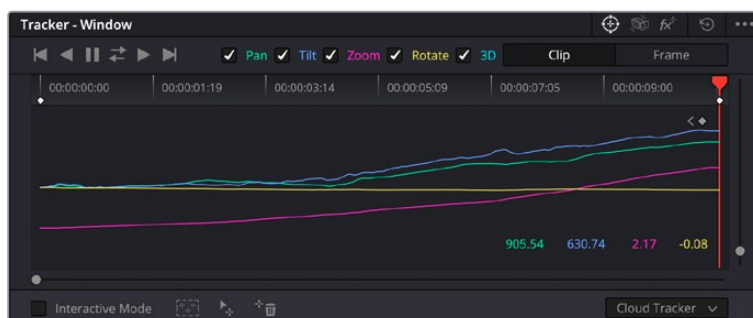 Tracker - Window
Pan Tilt Zoom Rotate 3D Clip Frame
00:00:00:00 00:00:01:19 00:00:03:14 00:00:05:09 00:00:07:05 00:00:09:00
905.54 630.74 2.17 -0.08
Interactive Mode Cloud Tracker